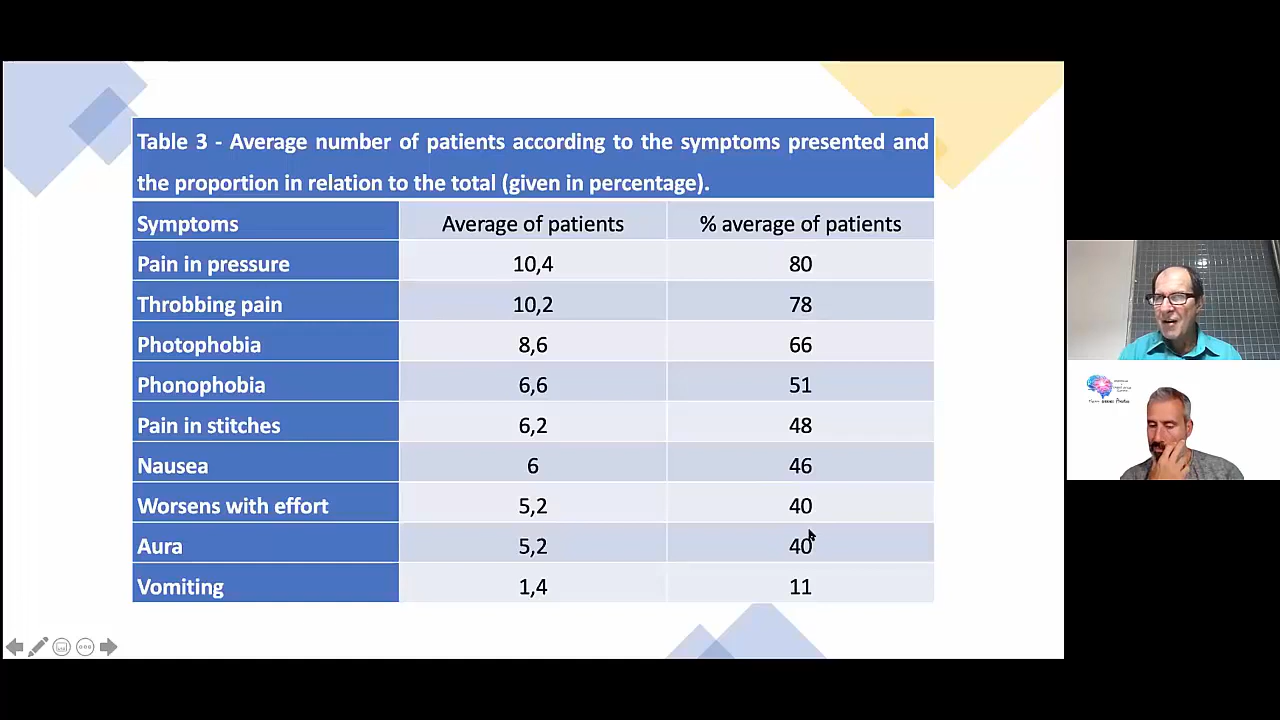 Table 3 - Average number of patients according to the symptoms presented and
the proportion in relation to the total (given in percentage).
Symptoms Average of patients % average of patients
Pain in pressure 10,4 80
Throbbing pain 10,2 78
Photophobia 8,6 66
Phonophobia 6,6 51
Pain in stitches 6,2 48
Nausea 6 46
Worsens with effort 5,2 40
Aura 5,2 40
Vomiting 1,4 11